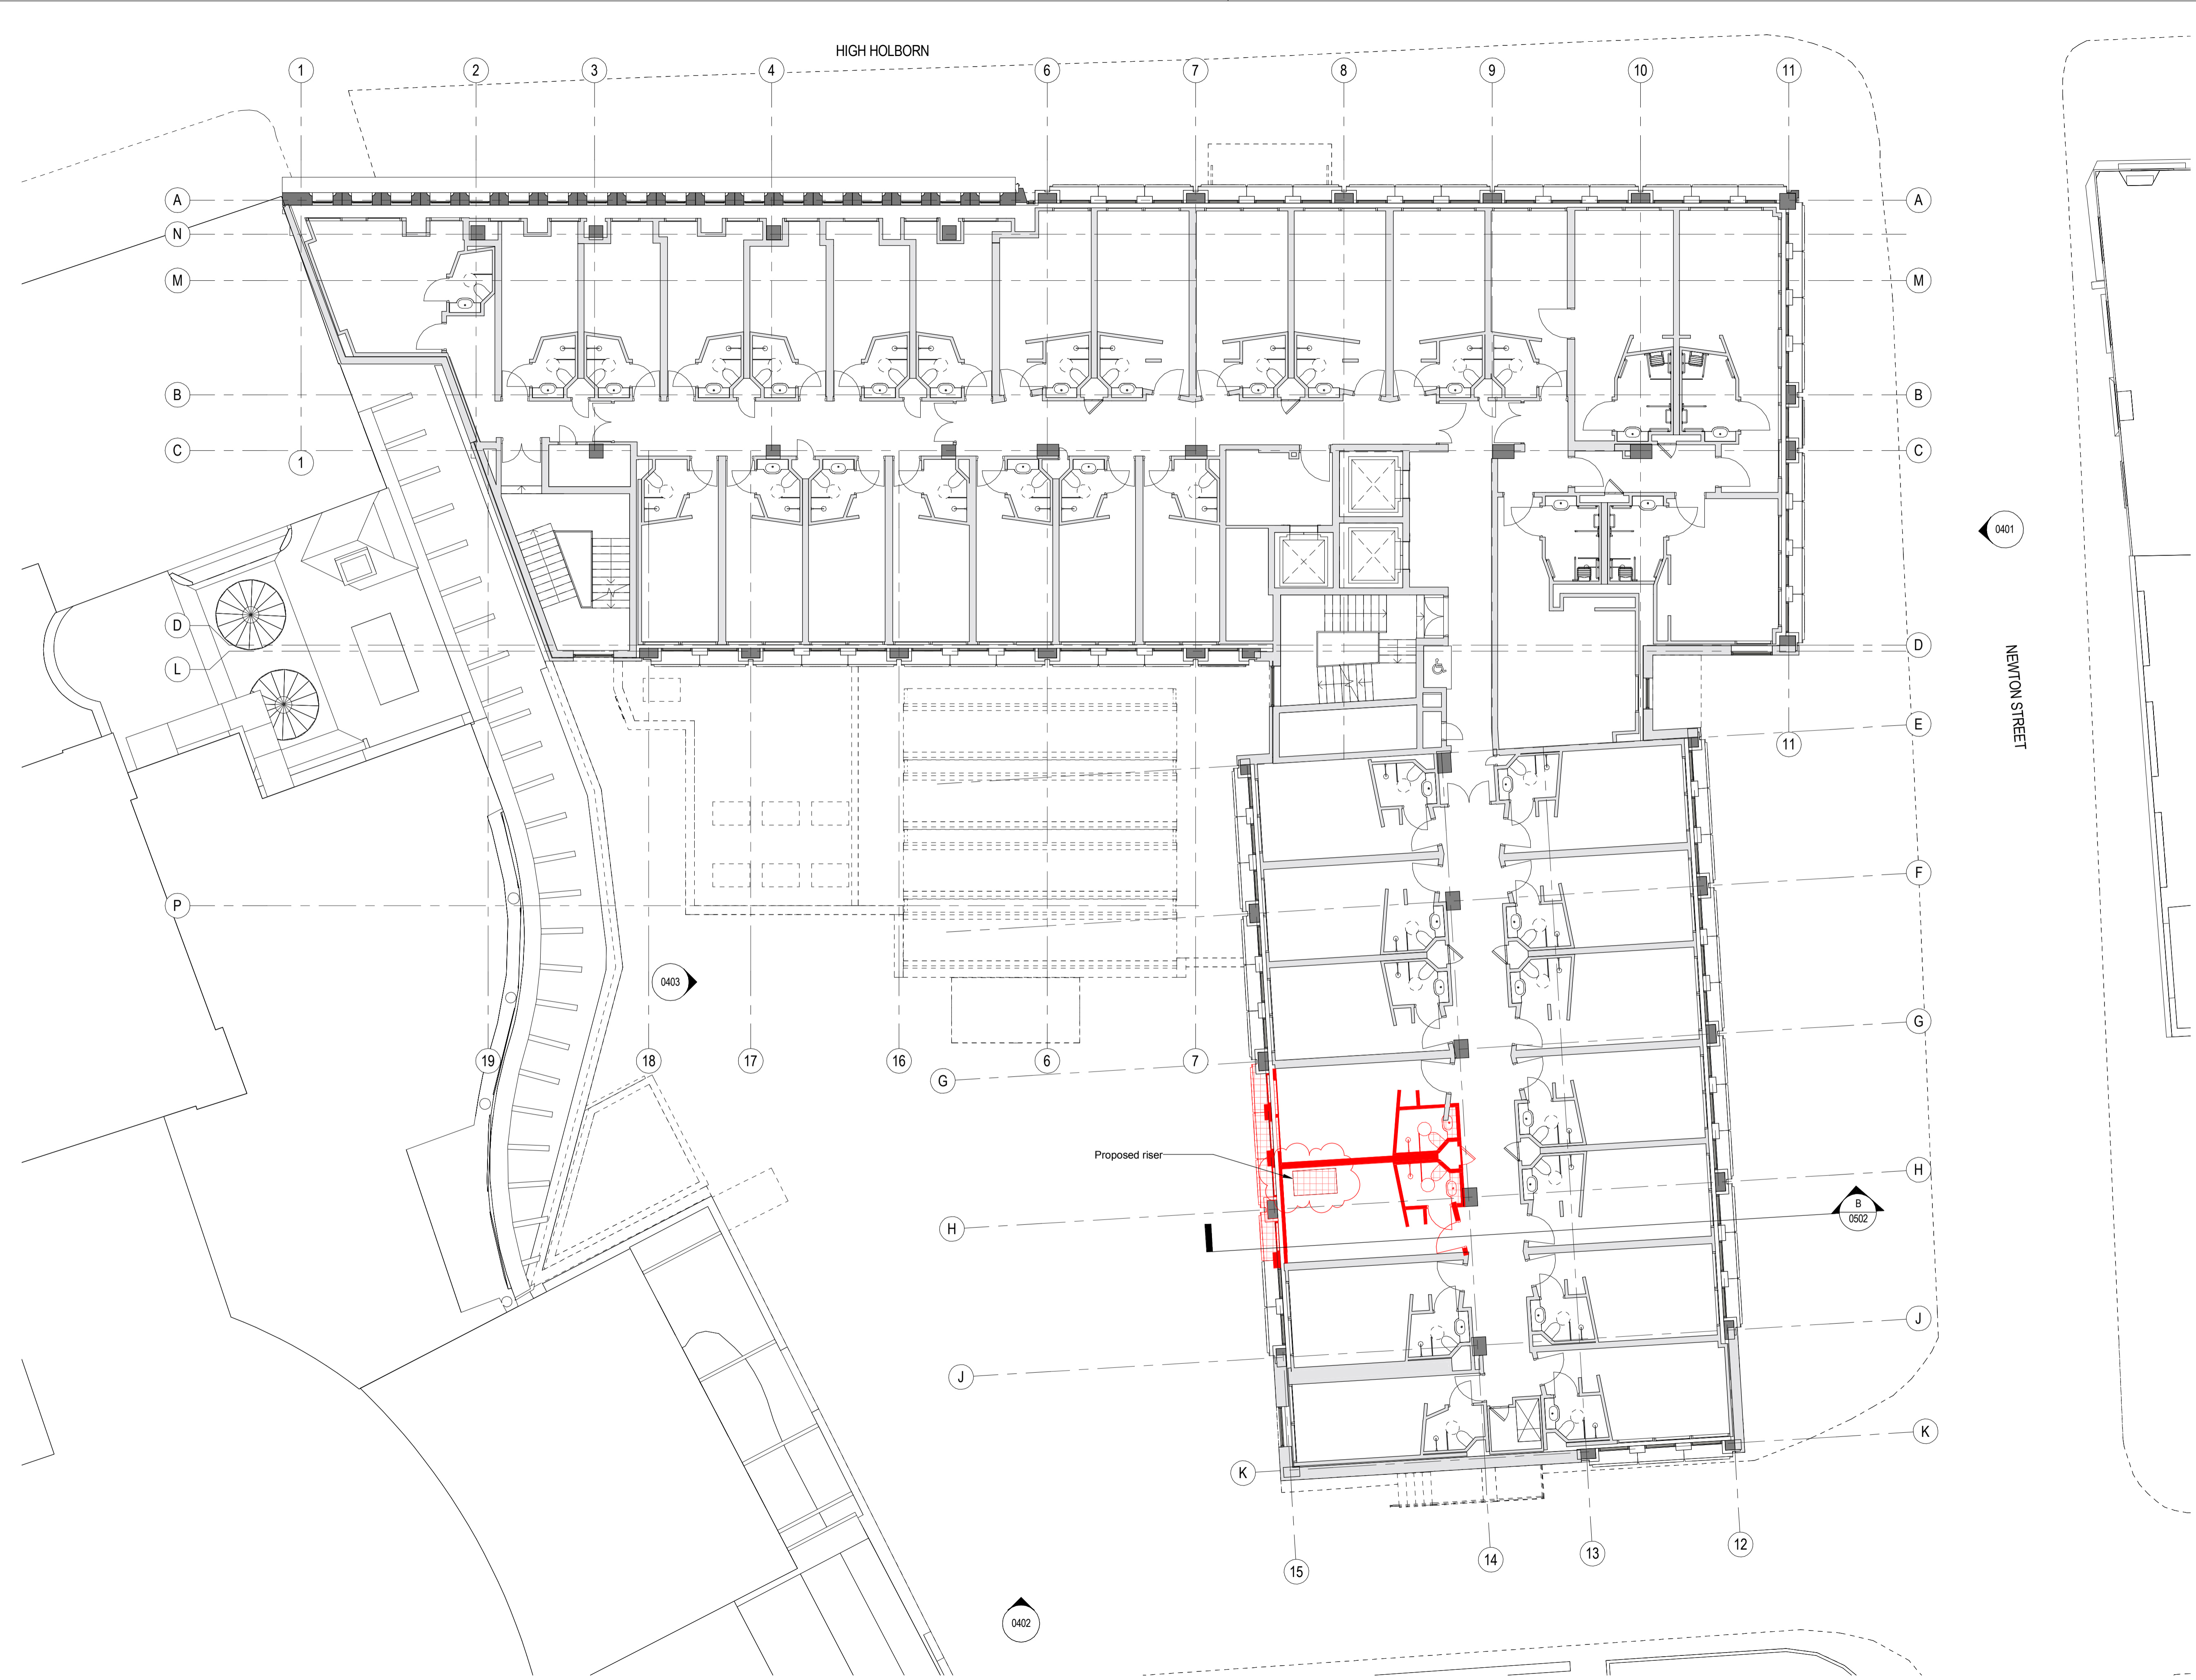 HIGH HOLBORN
1 2 3 4 6 7 8 9 10 11
A A
N
M M
B B
C C
1
0401
D D
L
NEWTON STREET
E
11
F
P
0403
G
19 18 17 16 6 7
G
Proposed riser
H
B
0502
H
J
J
K
K
12
13
14
15
0402